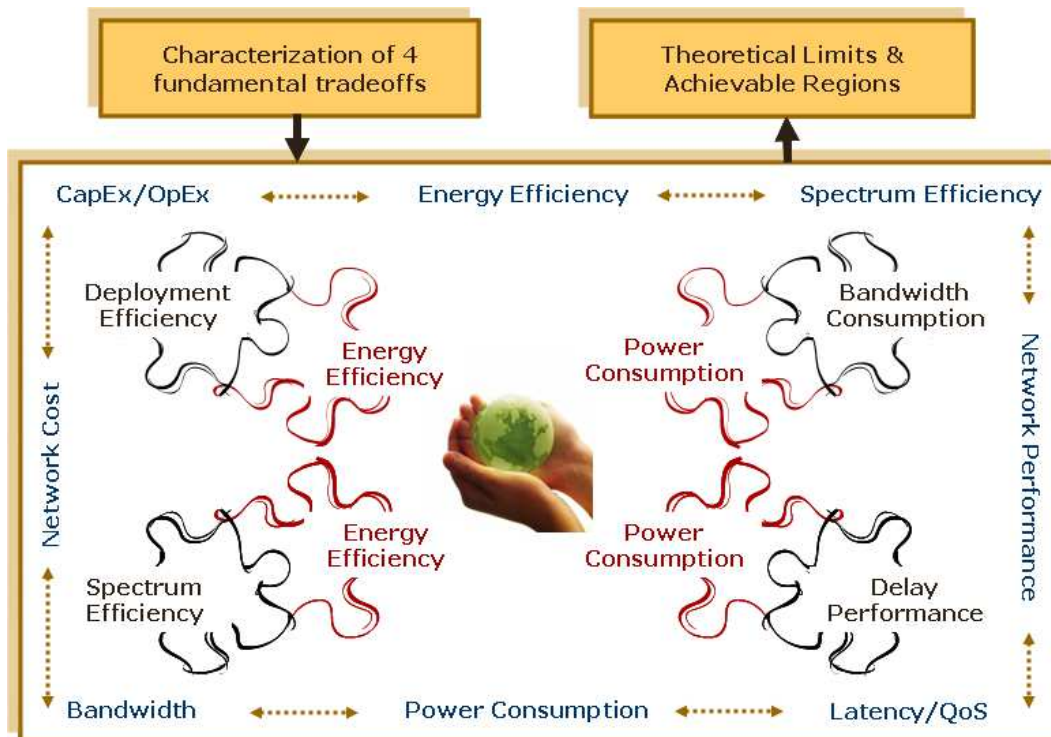 Characterization of 4
fundamental tradeoffs
Theoretical Limits &
Achievable Regions
CapEx/OpEx
Energy Efficiency
Spectrum Efficiency
Deployment
Efficiency
Energy
Efficiency
Power
Consumption
Bandwidth
Consumption
Network Cost
Network Performance
Spectrum
Efficiency
Energy
Efficiency
Power
Consumption
Delay
Performance
Bandwidth
Power Consumption
Latency/QoS